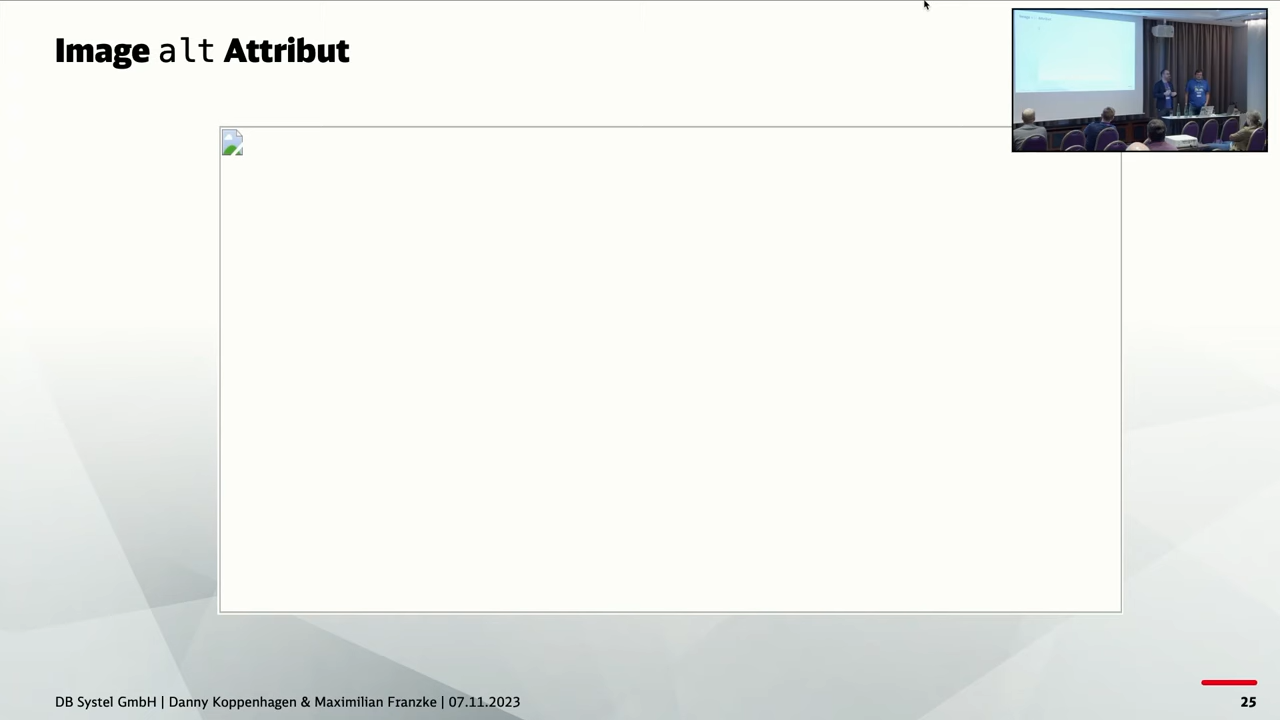 Image alt Attribut
DB Systel GmbH | Danny Koppenhagen & Maximilian Franzke | 07.11.2023
25